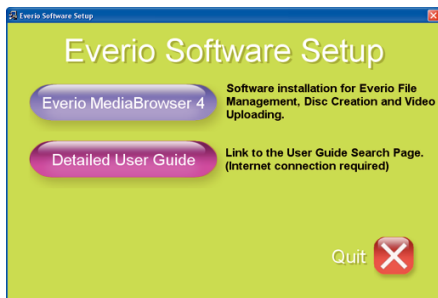 Everio Software Setup
Everio Software Setup
Everio MediaBrowser 4
Software installation for Everio File
Management, Disc Creation and Video
Uploading.
Detailed User Guide
Link to the User Guide Search Page.
(Internet connection required)
Quit